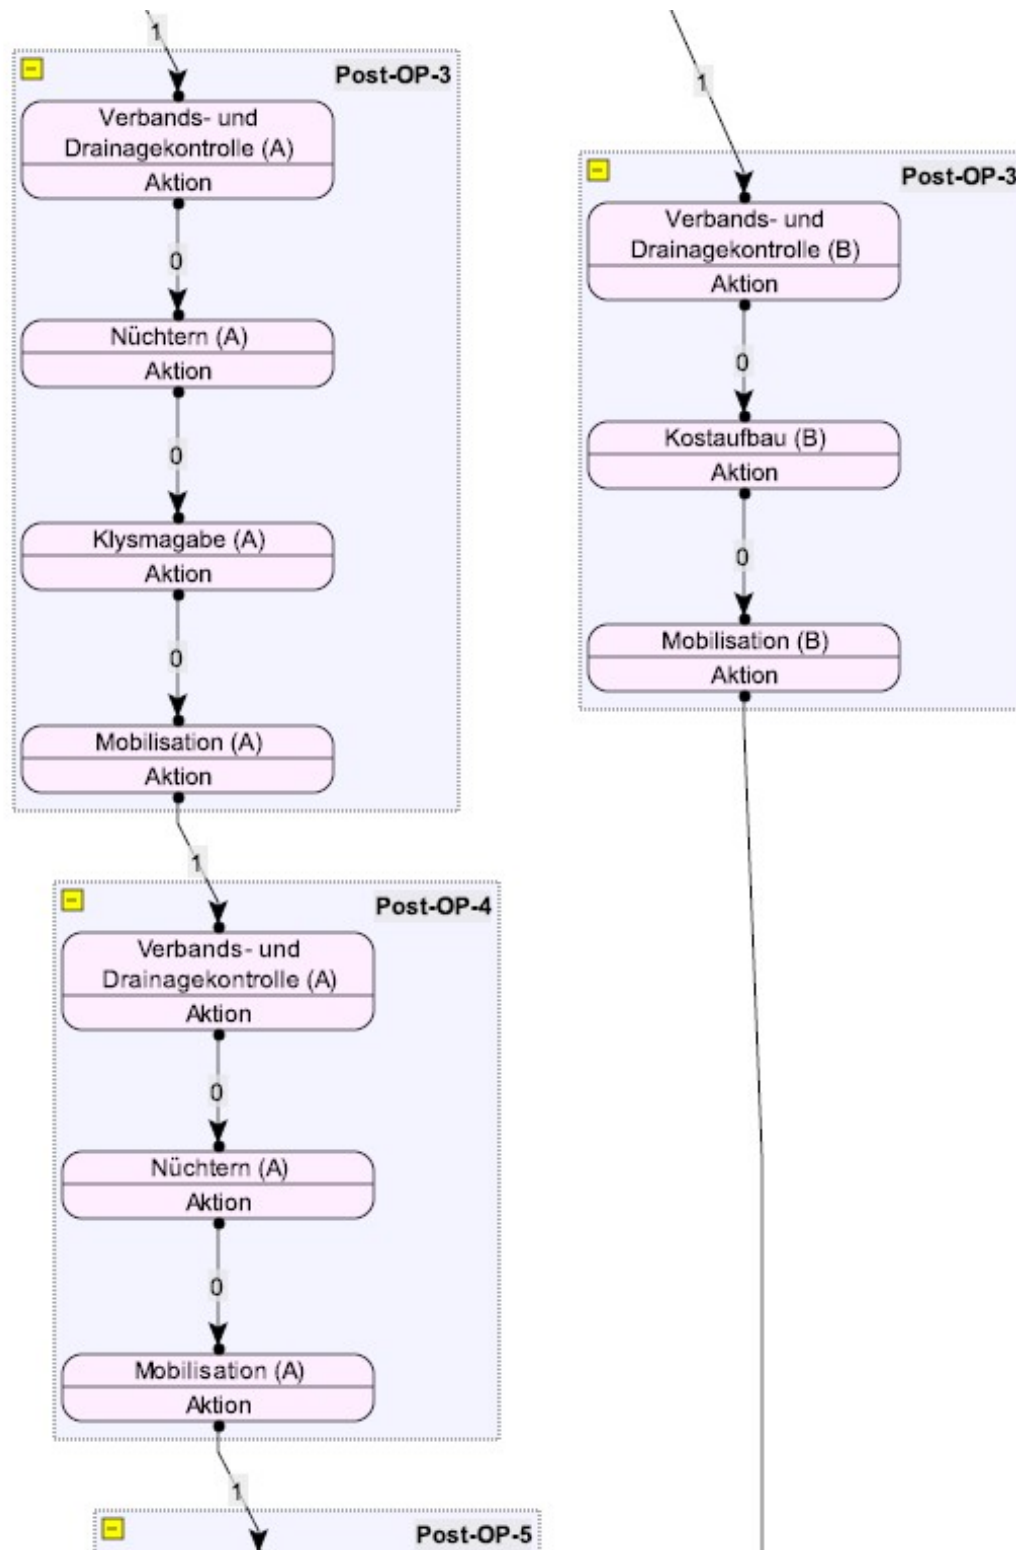 1
Post-OP-3
Verbands- und
Drainagekontrolle (A)
Aktion
0
Nüchtern (A)
Aktion
0
Klysmagabe (A)
Aktion
0
Mobilisation (A)
Aktion
1
Post-OP-4
Verbands- und
Drainagekontrolle (A)
Aktion
0
Nüchtern (A)
Aktion
0
Mobilisation (A)
Aktion
1
Post-OP-5
1
Post-OP-3
Verbands- und
Drainagekontrolle (B)
Aktion
0
Kostaufbau (B)
Aktion
0
Mobilisation (B)
Aktion